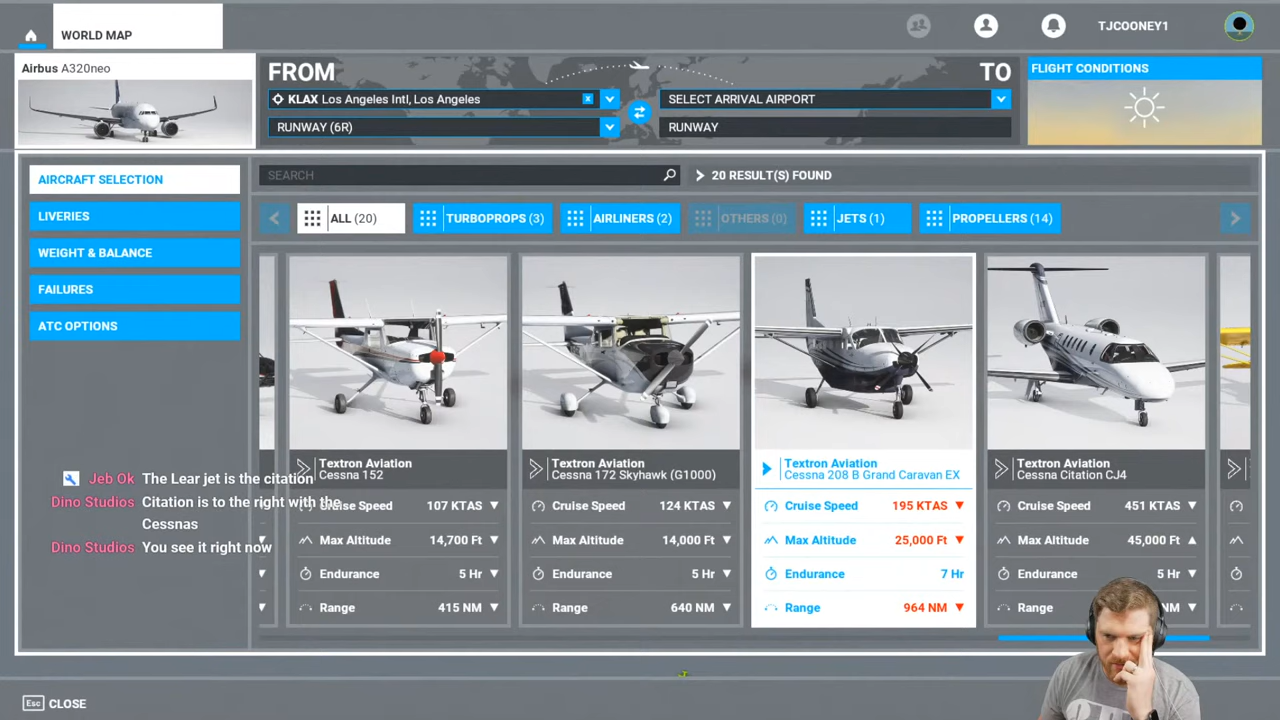 WORLD MAP
TJCOONEY1
Airbus A320neo
FROM
TO
KLAX Los Angeles Intl, Los Angeles
SELECT ARRIVAL AIRPORT
RUNWAY (6R)
RUNWAY
FLIGHT CONDITIONS
AIRCRAFT SELECTION
LIVERIES
WEIGHT & BALANCE
FAILURES
ATC OPTIONS
SEARCH
20 RESULT(S) FOUND
ALL (20)
TURBOPROPS (3)
AIRLINERS (2)
OTHERS (0)
JETS (1)
PROPELLERS (14)
Textron Aviation
Cessna 152
Cruise Speed 107 KTAS
Max Altitude 14,700 Ft
Endurance 5 Hr
Range 415 NM
Textron Aviation
Cessna 172 Skyhawk (G1000)
Cruise Speed 124 KTAS
Max Altitude 14,000 Ft
Endurance 5 Hr
Range 640 NM
Textron Aviation
Cessna 208 B Grand Caravan EX
Cruise Speed 195 KTAS
Max Altitude 25,000 Ft
Endurance 7 Hr
Range 964 NM
Textron Aviation
Cessna Citation CJ4
Cruise Speed 451 KTAS
Max Altitude 45,000 Ft
Endurance 5 Hr
Range NM
Jeb Ok The Lear jet is the citation
Dino Studios Citation is to the right with the
Cessnas
Dino Studios You see it right now
Esc CLOSE